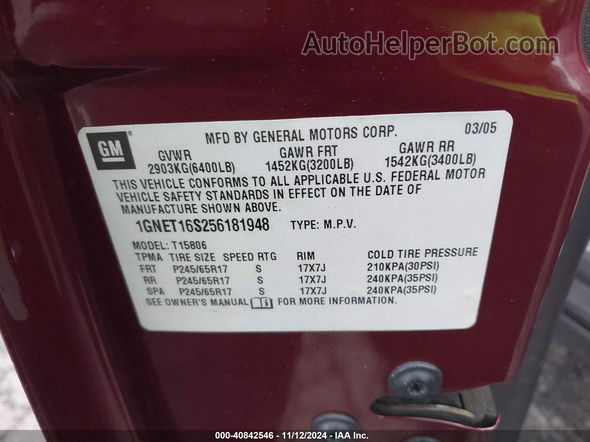 AutoHelperBot.com
GM
MFD BY GENERAL MOTORS CORP. 03/05
GVWR GAWR FRT GAWR RR
2903KG(6400LB) 1452KG(3200LB) 1542KG(3400LB)
THIS VEHICLE CONFORMS TO ALL APPLICABLE U.S. FEDERAL MOTOR
VEHICLE SAFETY STANDARDS IN EFFECT ON THE DATE OF
MANUFACTURE SHOWN ABOVE.
1GNET16S256181948 TYPE: M.P.V.
MODEL: T15806
TPMA TIRE SIZE SPEED RTG RIM COLD TIRE PRESSURE
FRT P245/65R17 S 17X7J 210KPA(30PSI)
RR P245/65R17 S 17X7J 240KPA(35PSI)
SPA P245/65R17 S 17X7J 240KPA(35PSI)
SEE OWNER'S MANUAL FOR MORE INFORMATION.
000-40842546 - 11/12/2024 - IAA Inc.